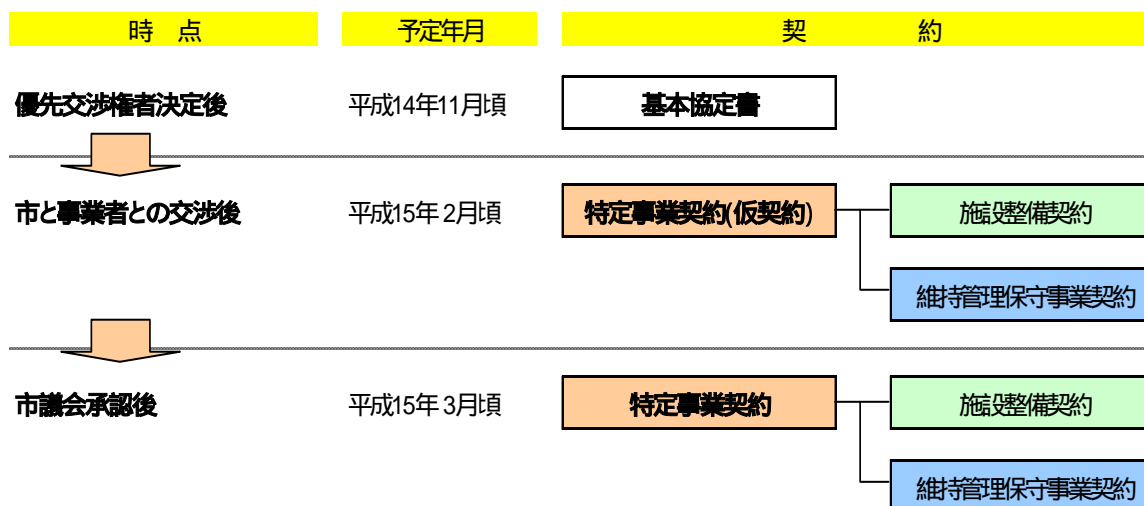 時 点 予定年月 契 約
優先交渉権者決定後 平成14年11月頃 基本協定書
市と事業者との交渉後 平成15年 2月頃 特定事業契約(仮契約) 施設整備契約
維持管理保守事業契約
市議会承認後 平成15年 3月頃 特定事業契約 施設整備契約
維持管理保守事業契約